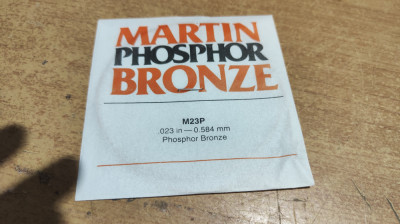 MARTIN
PHOSPHOR
BRONZE
M23P
.023 in — 0.584 mm
Phosphor Bronze